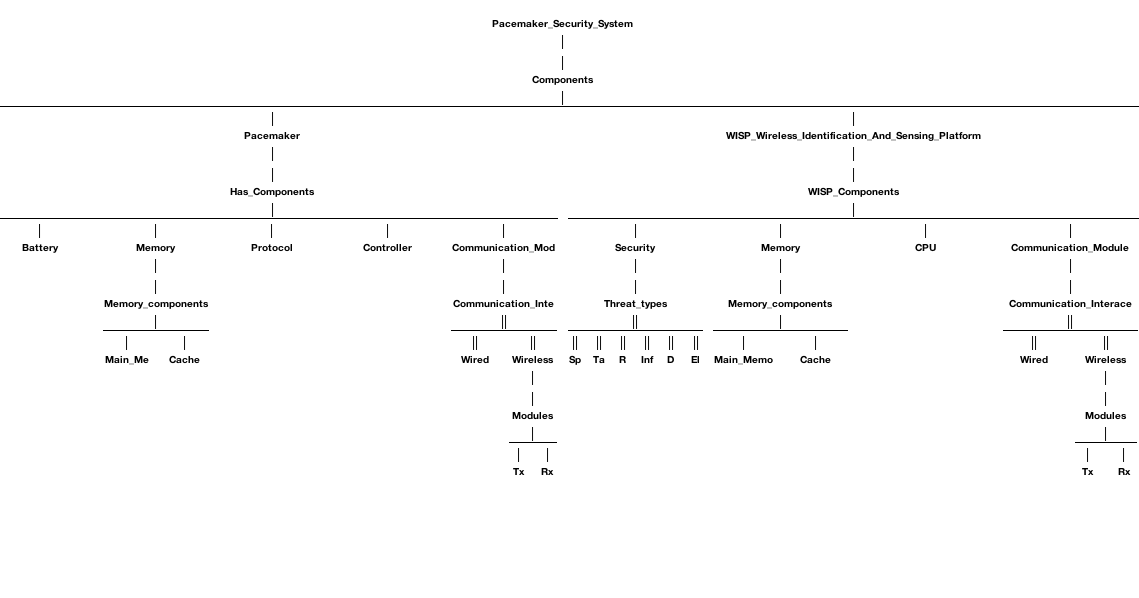 Pacemaker_Security_System
Components
Pacemaker WISP_Wireless_Identification_And_Sensing_Platform
Has_Components WISP_Components
Battery Memory Protocol Controller Communication_Mod Security Memory CPU Communication_Module
Memory_components Communication_Inte Threat_types Memory_components Communication_Interace
Main_Me Cache Wired Wireless Sp Ta R Inf D El Main_Memo Cache Wired Wireless
Modules Modules
Tx Rx Tx Rx